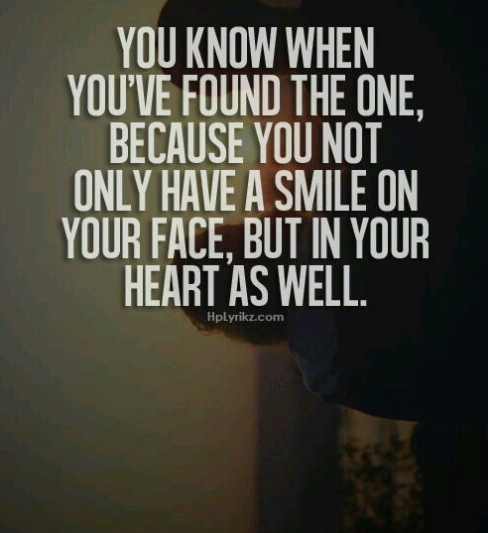 YOU KNOW WHEN
YOU'VE FOUND THE ONE,
BECAUSE YOU NOT
ONLY HAVE A SMILE ON
YOUR FACE, BUT IN YOUR
HEART AS WELL.
HpLyrikz.com